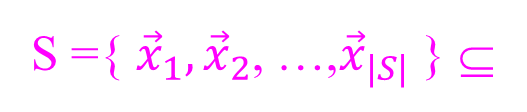 S ={ x⃗₁, x⃗₂, …,x⃗|S| } ⊆